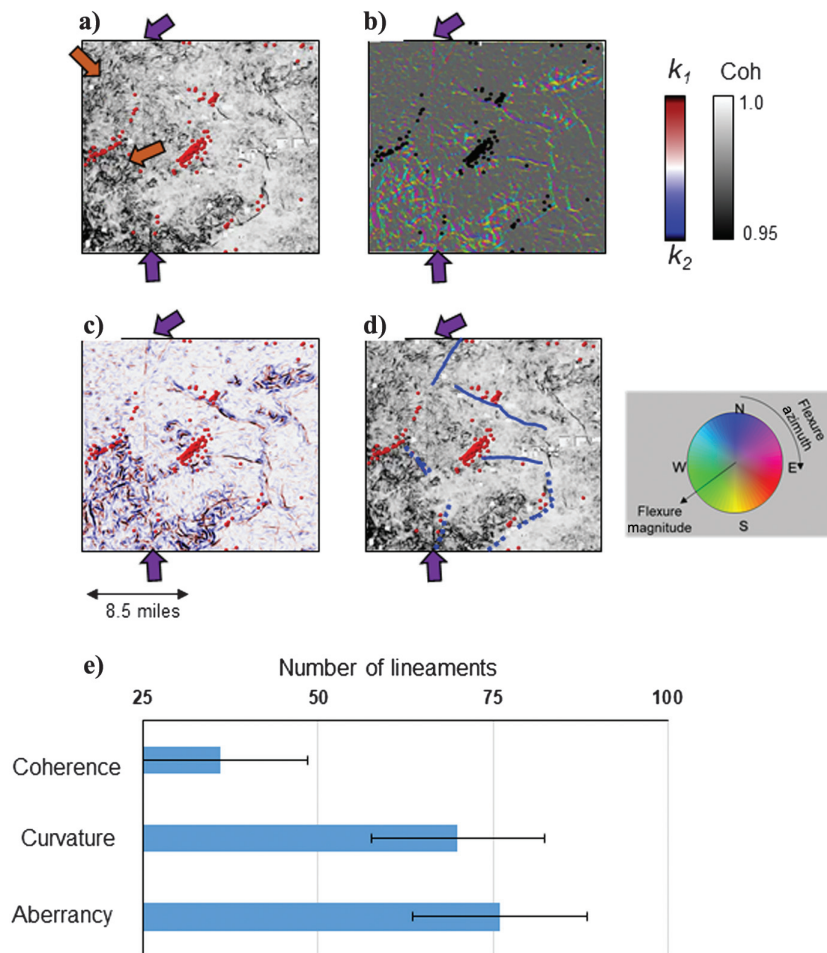 a)
b)
k1
Coh
1.0
0.95
k2
c)
d)
N
Flexure
azimuth
W
E
Flexure
magnitude
S
8.5 miles
e)
Number of lineaments
25
50
75
100
Coherence
Curvature
Aberrancy